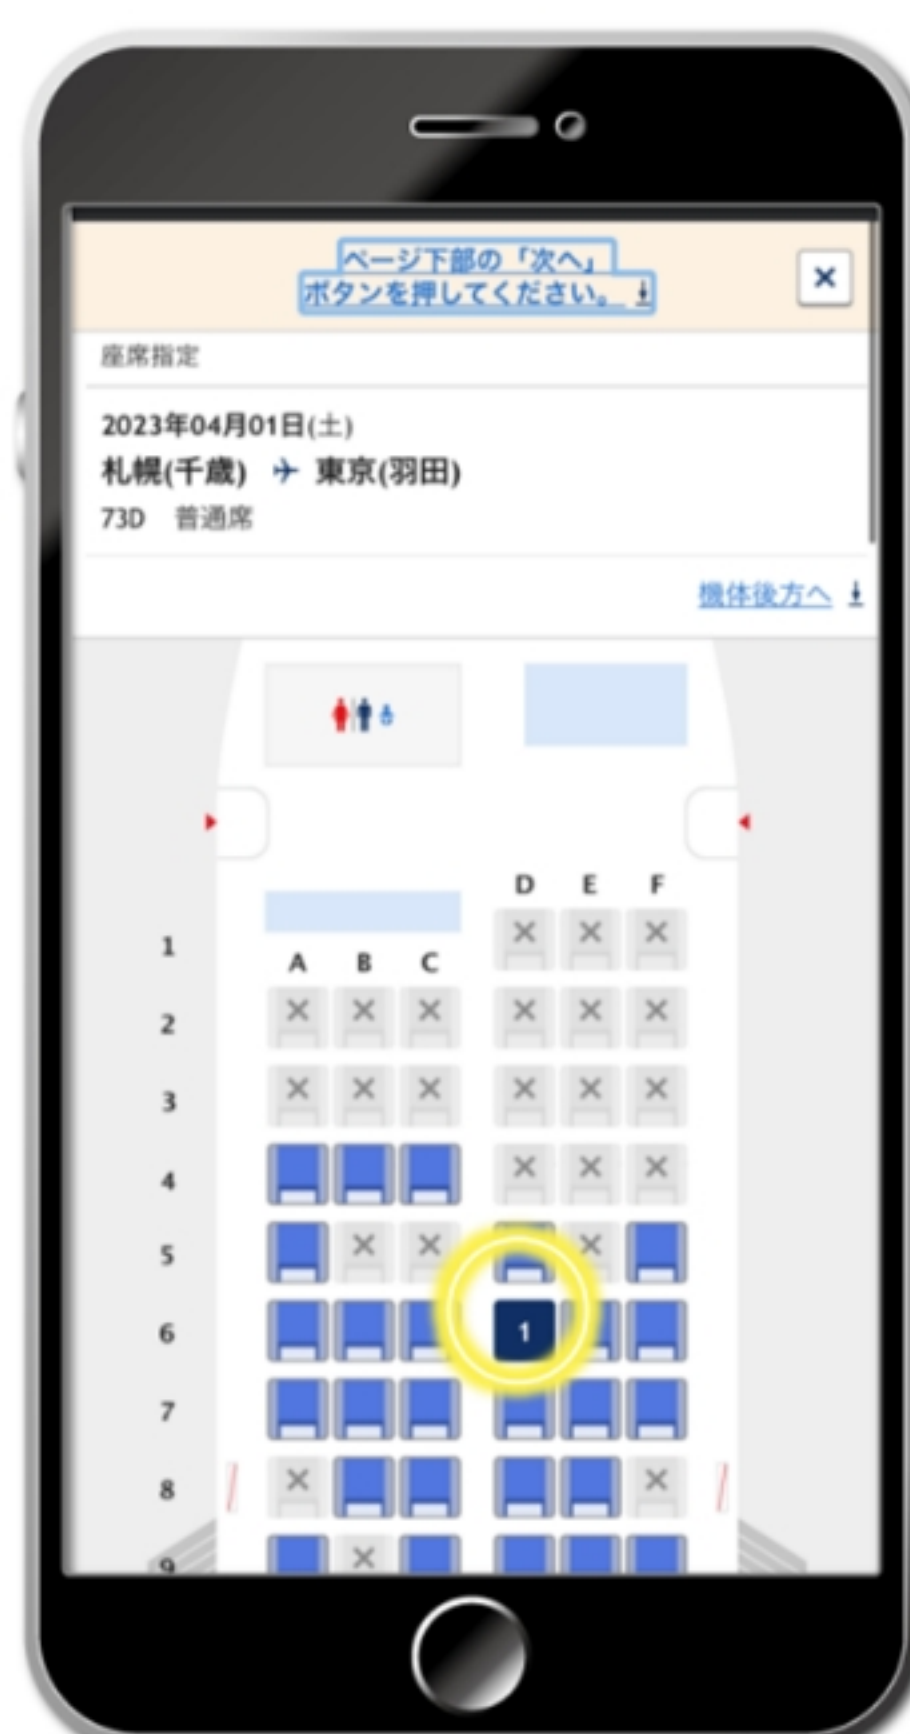 ページ下部の「次へ」
ボタンを押してください。
座席指定
2023年04月01日(土)
札幌(千歳) 東京(羽田)
73D 普通席
機体後方へ
D E F
1
A B C
2
3
4
5
6 1
7
8
9